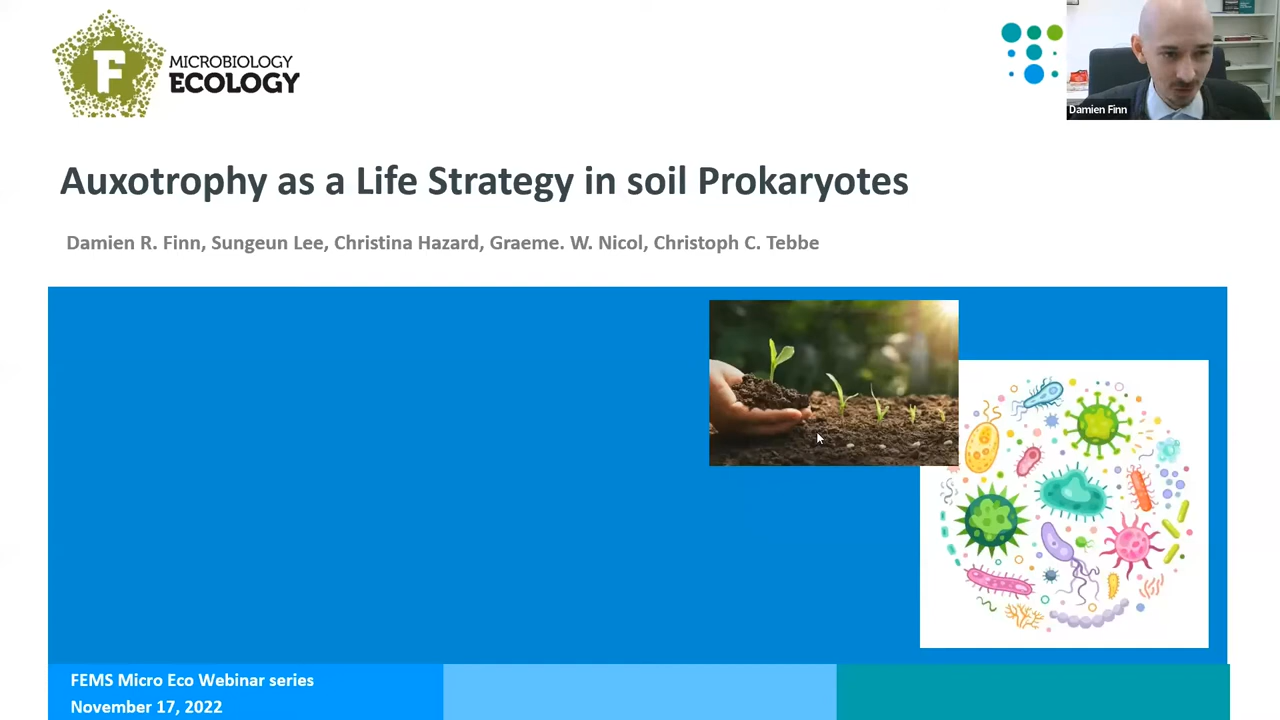 F
MICROBIOLOGY
ECOLOGY
Damien Finn
Auxotrophy as a Life Strategy in soil Prokaryotes
Damien R. Finn, Sungeun Lee, Christina Hazard, Graeme. W. Nicol, Christoph C. Tebbe
FEMS Micro Eco Webinar series
November 17, 2022